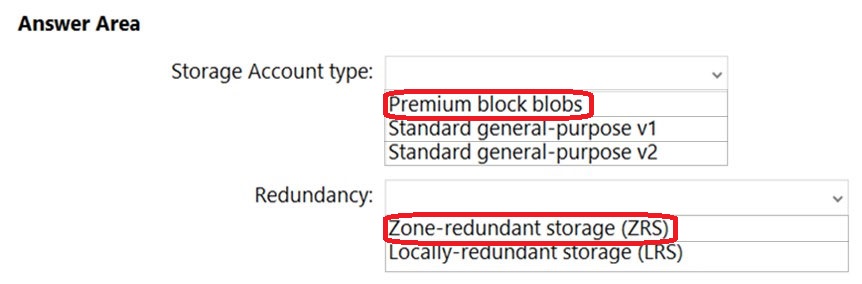 Answer Area
Storage Account type:
Premium block blobs
Standard general-purpose v1
Standard general-purpose v2
Redundancy:
Zone-redundant storage (ZRS)
Locally-redundant storage (LRS)